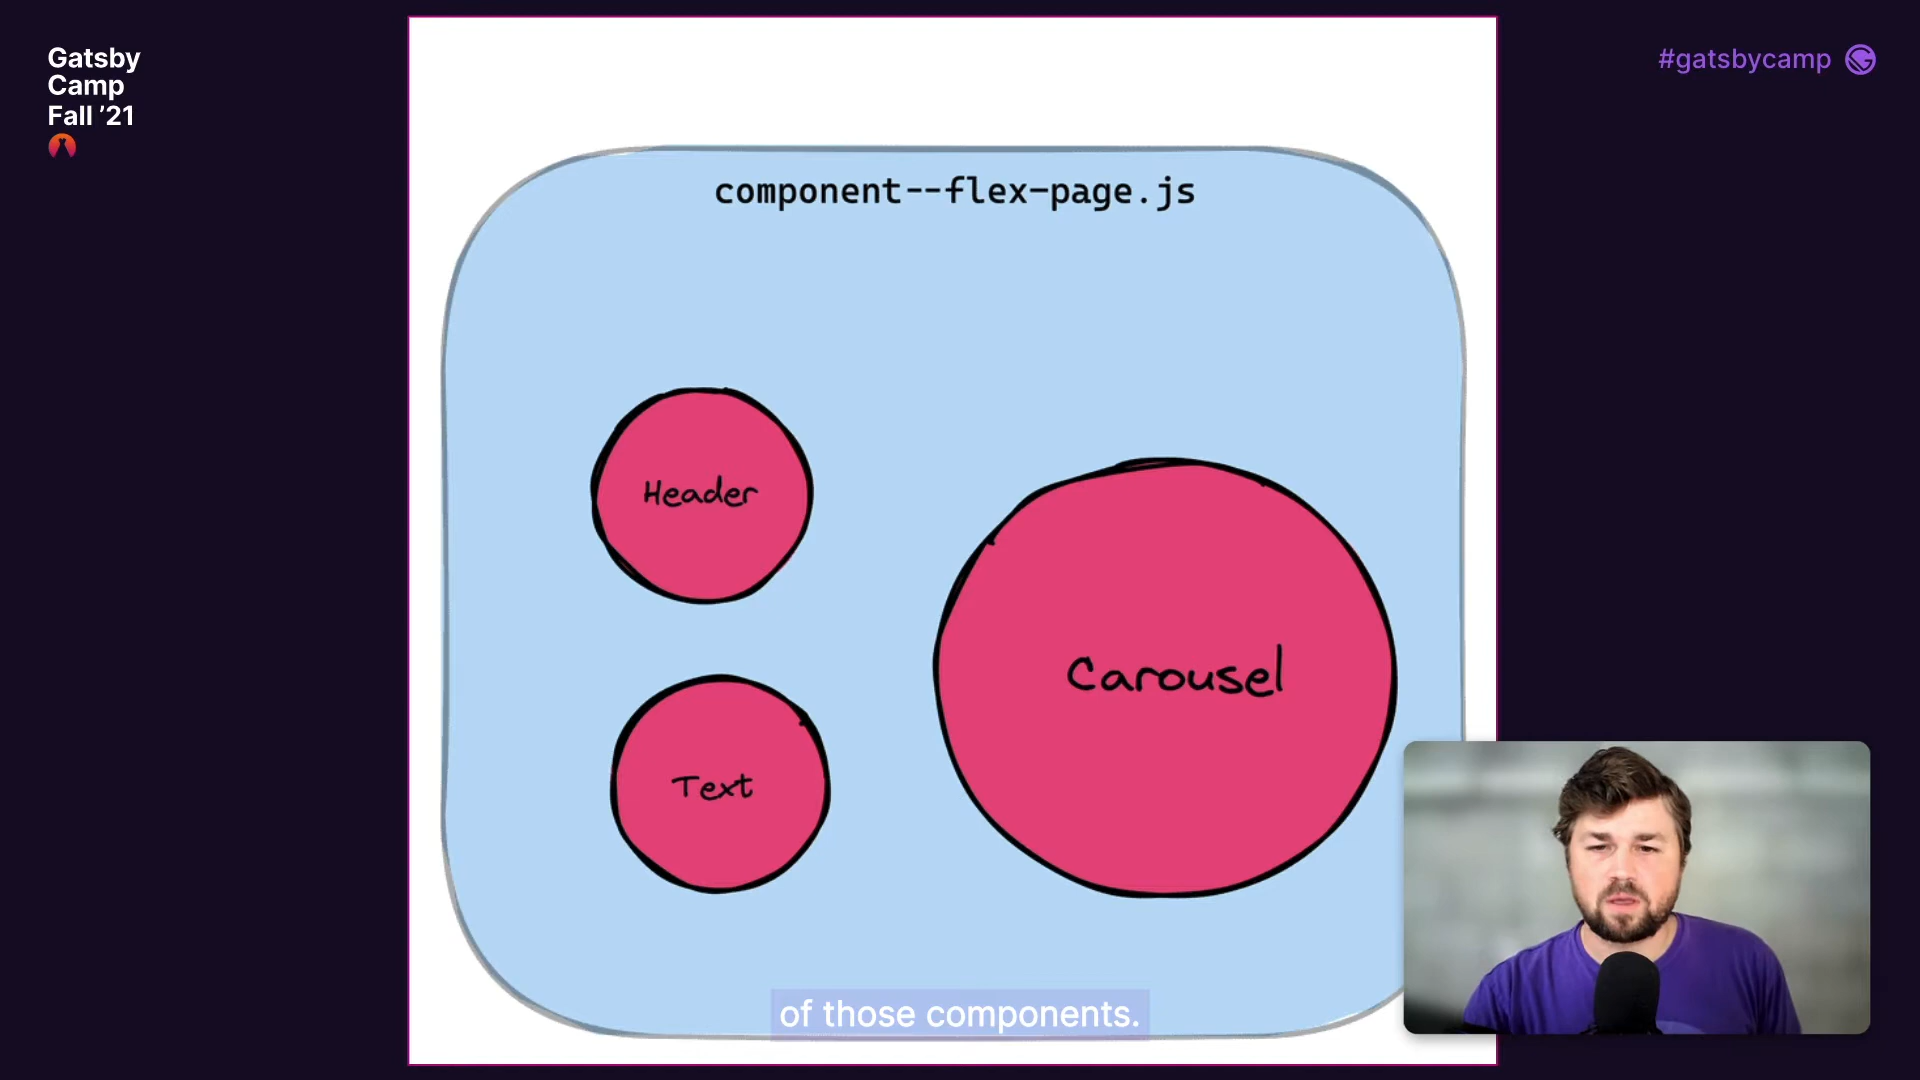 Gatsby
Camp
Fall ’21
#gatsbycamp
component--flex-page.js
Header
Carousel
Text
of those components.